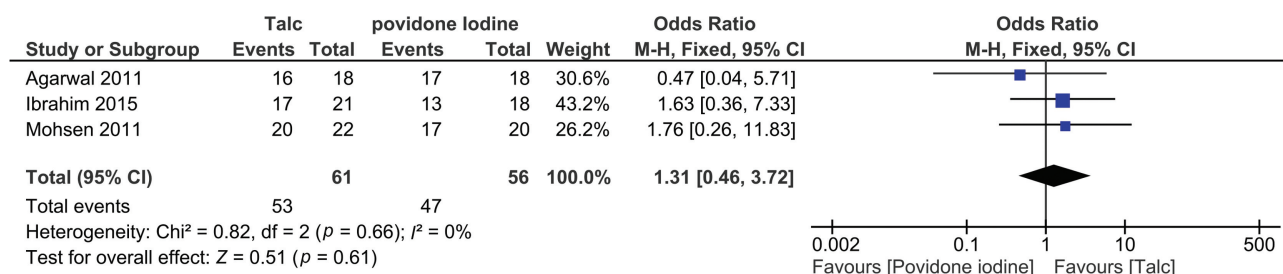 Talc povidone Iodine Odds Ratio Odds Ratio
Study or Subgroup Events Total Events Total Weight M-H, Fixed, 95% CI M-H, Fixed, 95% CI
Agarwal 2011 16 18 17 18 30.6% 0.47 [0.04, 5.71]
Ibrahim 2015 17 21 13 18 43.2% 1.63 [0.36, 7.33]
Mohsen 2011 20 22 17 20 26.2% 1.76 [0.26, 11.83]
Total (95% CI) 61 56 100.0% 1.31 [0.46, 3.72]
Total events 53 47
Heterogeneity: Chi² = 0.82, df = 2 (p = 0.66); I² = 0%
Test for overall effect: Z = 0.51 (p = 0.61)
0.002 0.1 1 10 500
Favours [Povidone iodine] Favours [Talc]